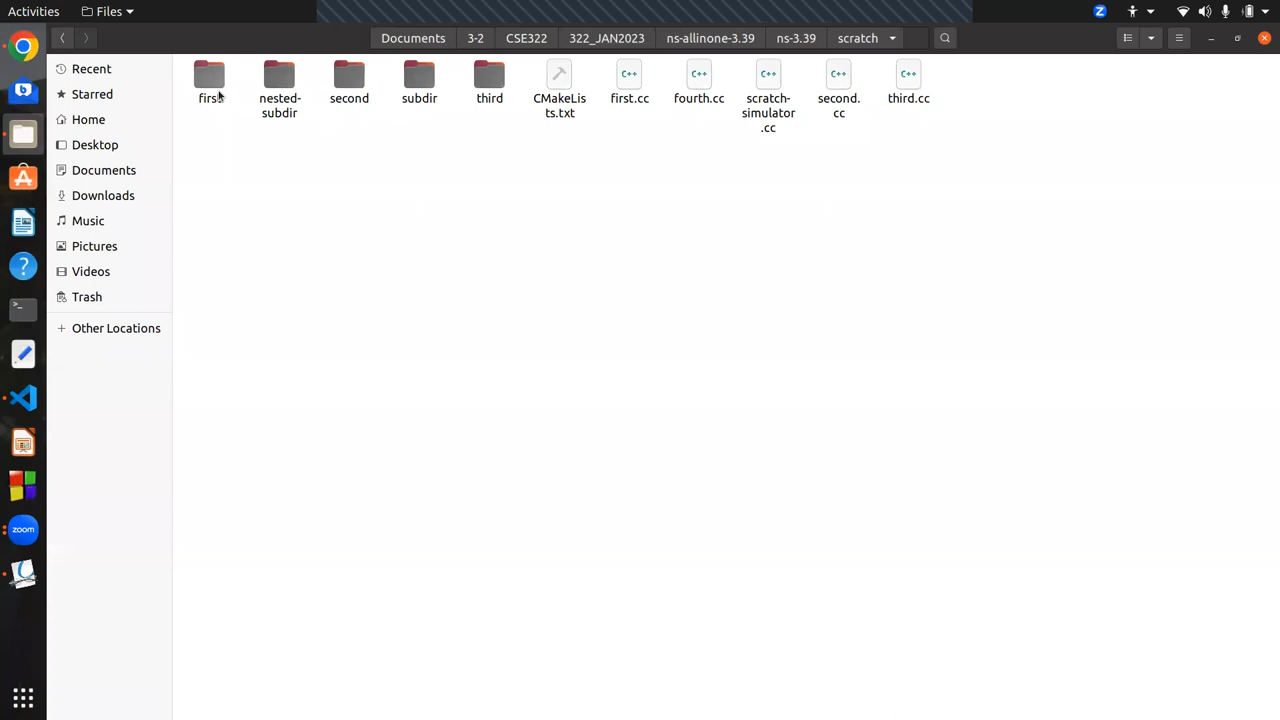 Activities
Files
Documents
3-2
CSE322
322_JAN2023
ns-allinone-3.39
ns-3.39
scratch
Recent
Starred
Home
Desktop
Documents
Downloads
Music
Pictures
Videos
Trash
+ Other Locations
first
nested-
subdir
second
subdir
third
CMakeLis
ts.txt
first.cc
fourth.cc
scratch-
simulator
.cc
second.
cc
third.cc
C++
C++
C++
C++
C++
zoom